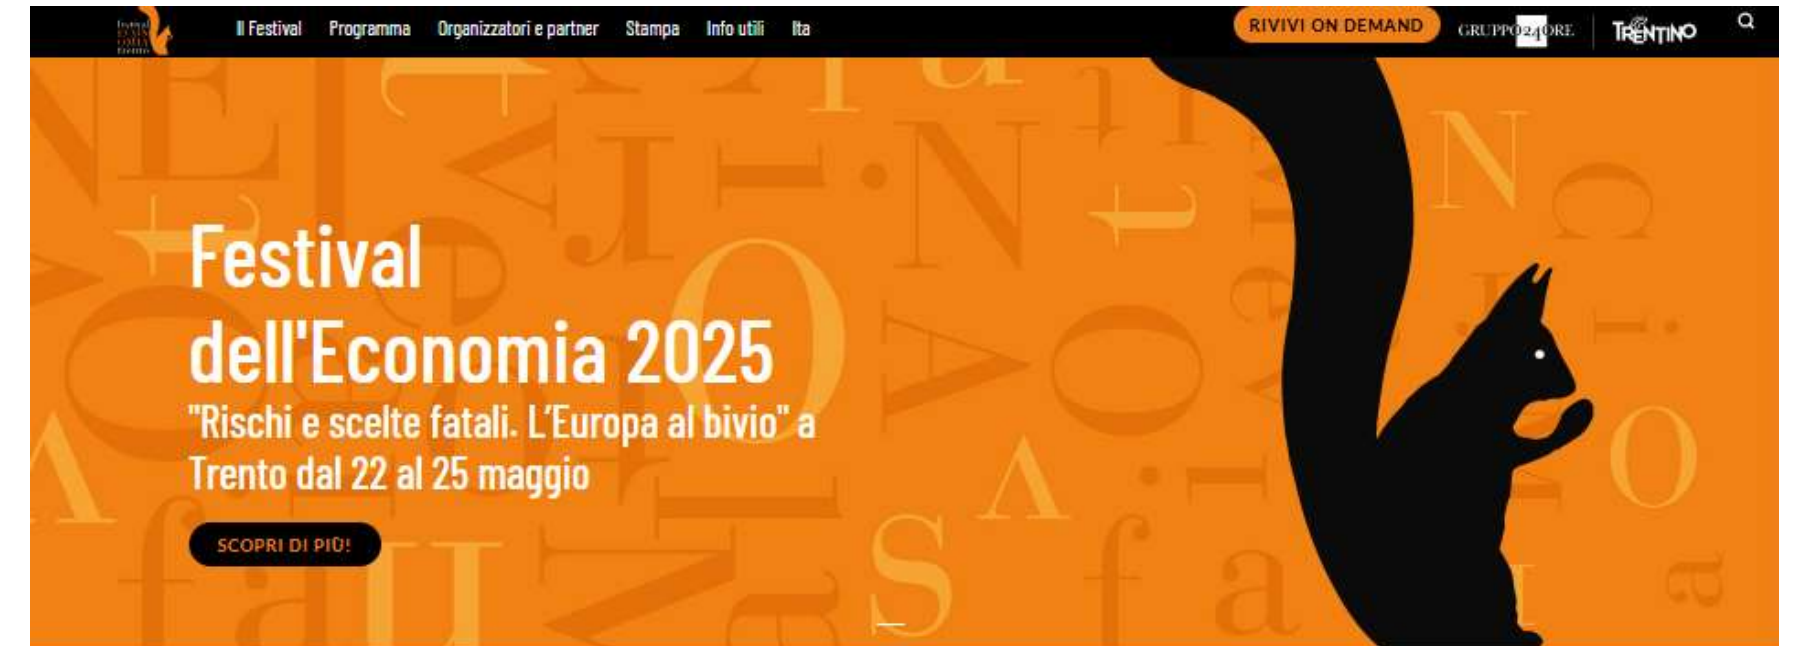 Il Festival Programma Organizzatori e partner Stampa Info utili Ita RIVIVI ON DEMAND GRUPPO24ORE TRENTINO
Festival
dell'Economia 2025
"Rischi e scelte fatali. L’Europa al bivio" a
Trento dal 22 al 25 maggio
SCOPRI DI PIÙ!